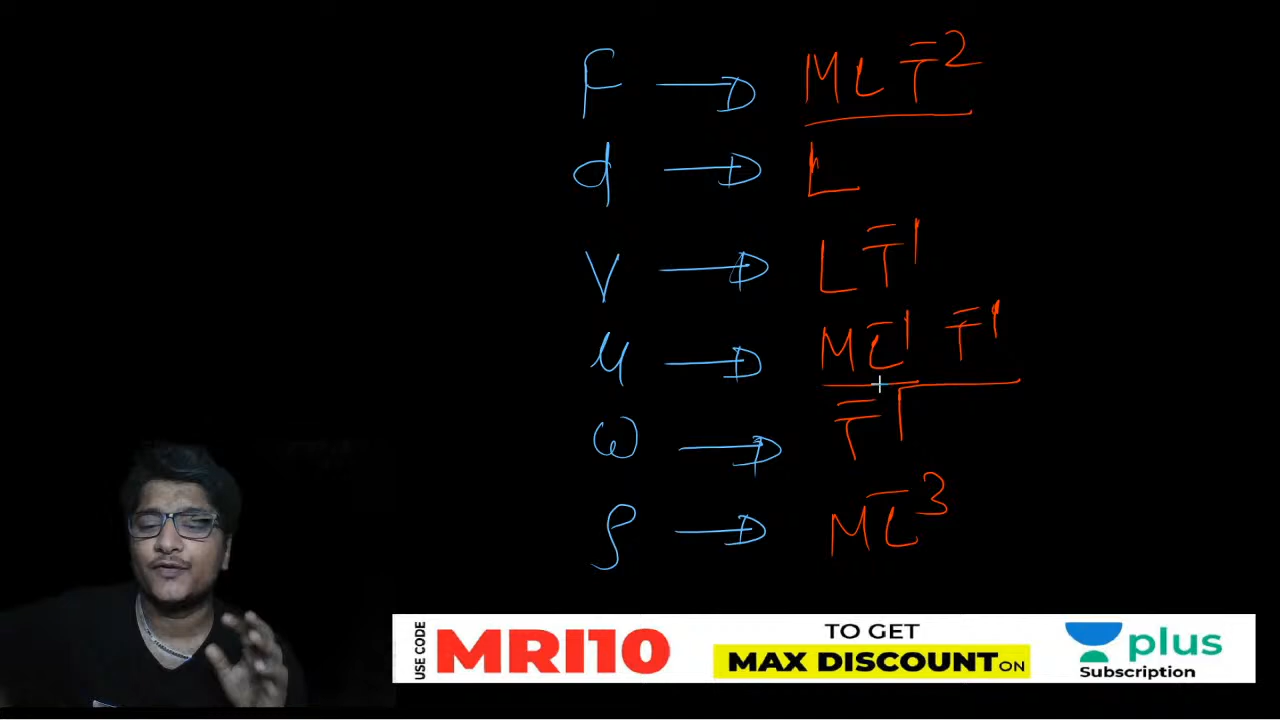 F → MLT⁻²
d → L
V → LT⁻¹
μ → ML⁻¹ T⁻¹
ω → T⁻¹
ρ → ML⁻³
USE CODE MRI10 TO GET MAX DISCOUNT ON plus Subscription